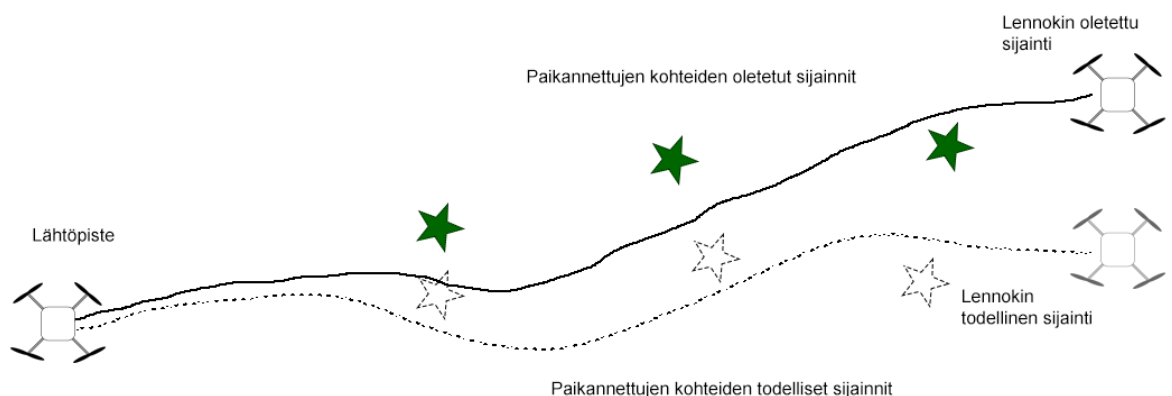 Lennokin oletettu
sijainti
Paikannettujen kohteiden oletetut sijainnit
Lähtöpiste
Lennokin
todellinen sijainti
Paikannettujen kohteiden todelliset sijainnit